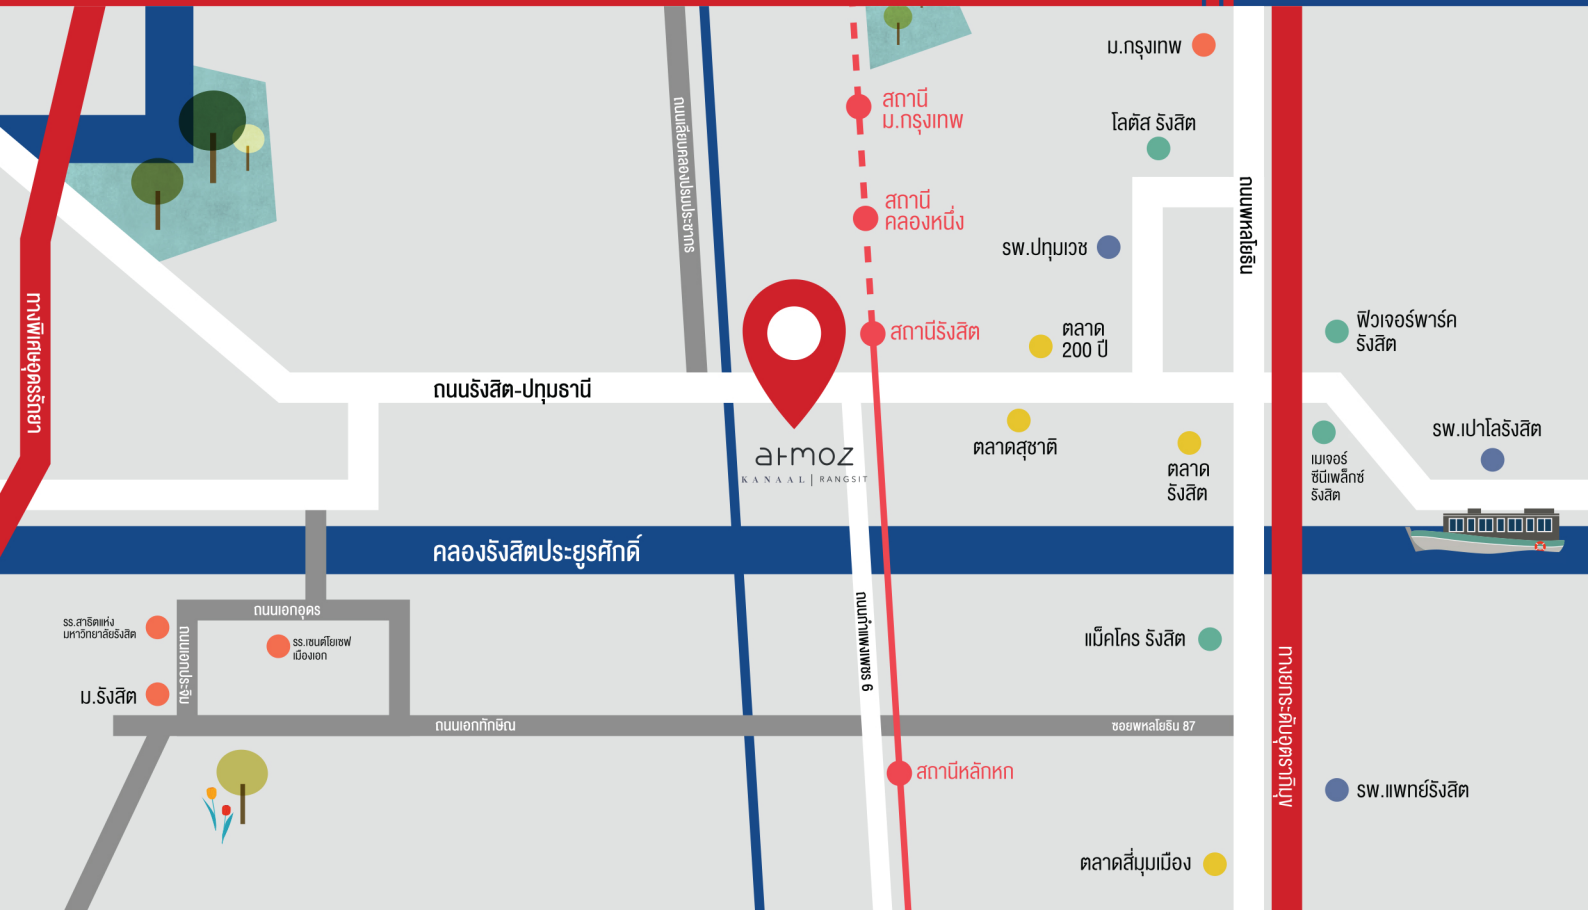 ม.กรุงเทพ
สถานี
ม.กรุงเทพ
โลตัส รังสิต
ถนนเลียบคลองเปรมประชากร
สถานี
คลองหนึ่ง
ถนนพหลโยธิน
รพ.ปทุมเวช
ทางพิเศษอุดรรัถยา
สถานีรังสิต
ตลาด
200 ปี
ฟิวเจอร์พาร์ค
รังสิต
ถนนรังสิต-ปทุมธานี
atmoz
KANAAL | RANGSIT
ตลาดสุชาติ
ตลาด
รังสิต
เมเจอร์
ซีนีเพล็กซ์
รังสิต
รพ.เปาโลรังสิต
คลองรังสิตประยูรศักดิ์
ถนนเอกอุดร
รร.สาธิตแห่ง
มหาวิทยาลัยรังสิต
รร.เซนต์โยเซฟ
เมืองเอก
ถนนเอกประจิม
ม.รังสิต
ถนนกำแพงเพชร 6
แม็คโคร รังสิต
ทางยกระดับอุตราภิมุข
ถนนเอกทักษิณ
ซอยพหลโยธิน 87
สถานีหลักหก
รพ.แพทย์รังสิต
ตลาดสี่มุมเมือง